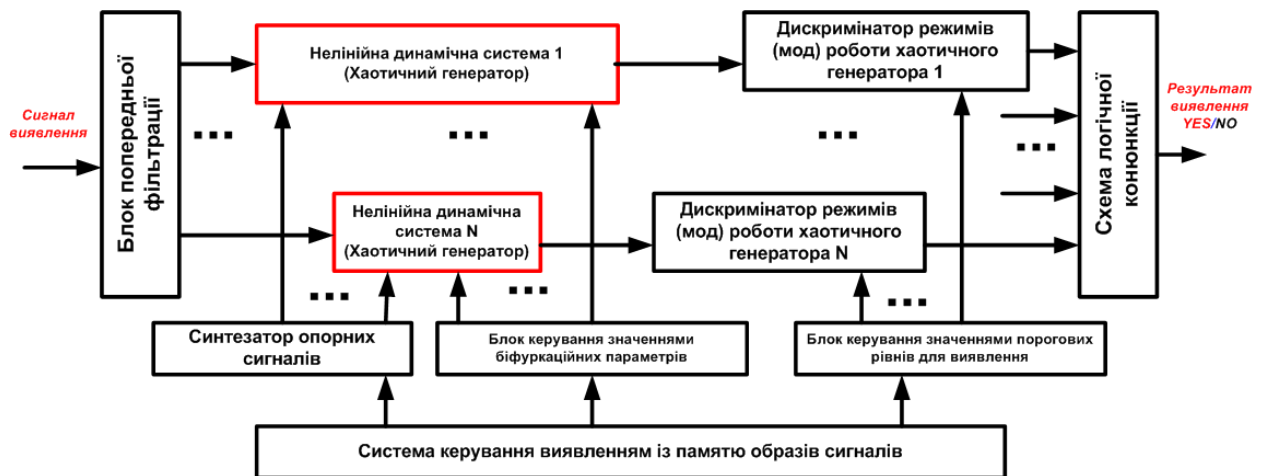 Сигнал
виявлення
Блок попередньої
фільтрації
Нелінійна динамічна система 1
(Хаотичний генератор)
Дискримінатор режимів
(мод) роботи хаотичного
генератора 1
Нелінійна динамічна
система N
(Хаотичний генератор)
Дискримінатор режимів
(мод) роботи хаотичного
генератора N
Схема логічної
конюнкції
Результат
виявлення
YES/NO
Синтезатор опорних
сигналів
Блок керування значеннями
біфуркаційних параметрів
Блок керування значеннями порогових
рівнів для виявлення
Система керування виявленням із памятю образів сигналів